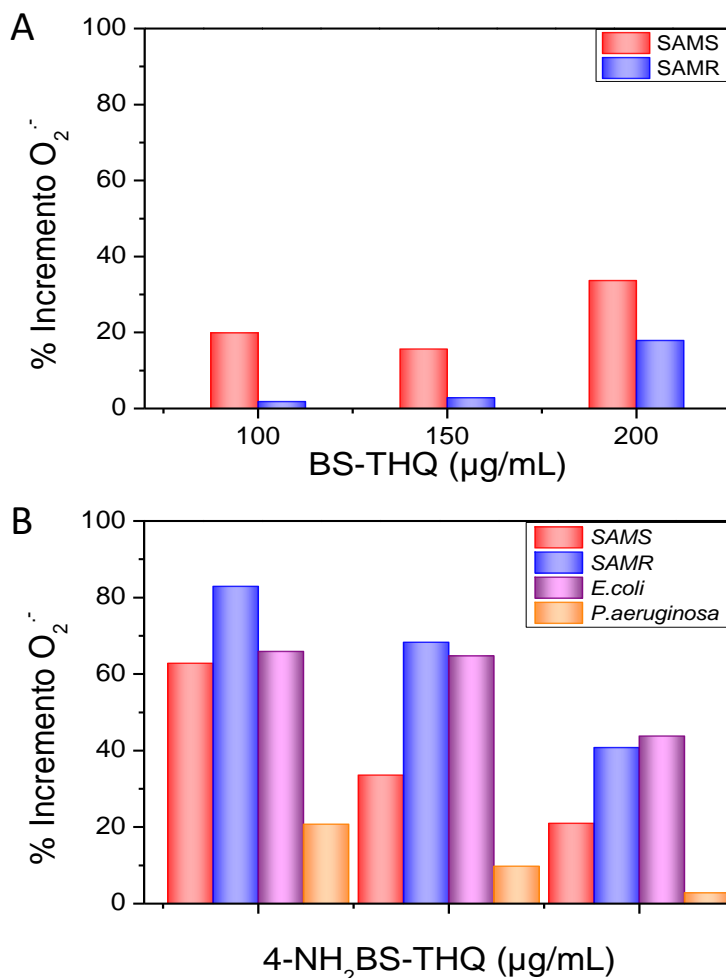 A
% Incremento O₂·-
100
80
60
40
20
0
SAMS
SAMR
100 150 200
BS-THQ (µg/mL)
B
% Incremento O₂·-
100
80
60
40
20
0
SAMS
SAMR
E.coli
P.aeruginosa
4-NH₂BS-THQ (µg/mL)